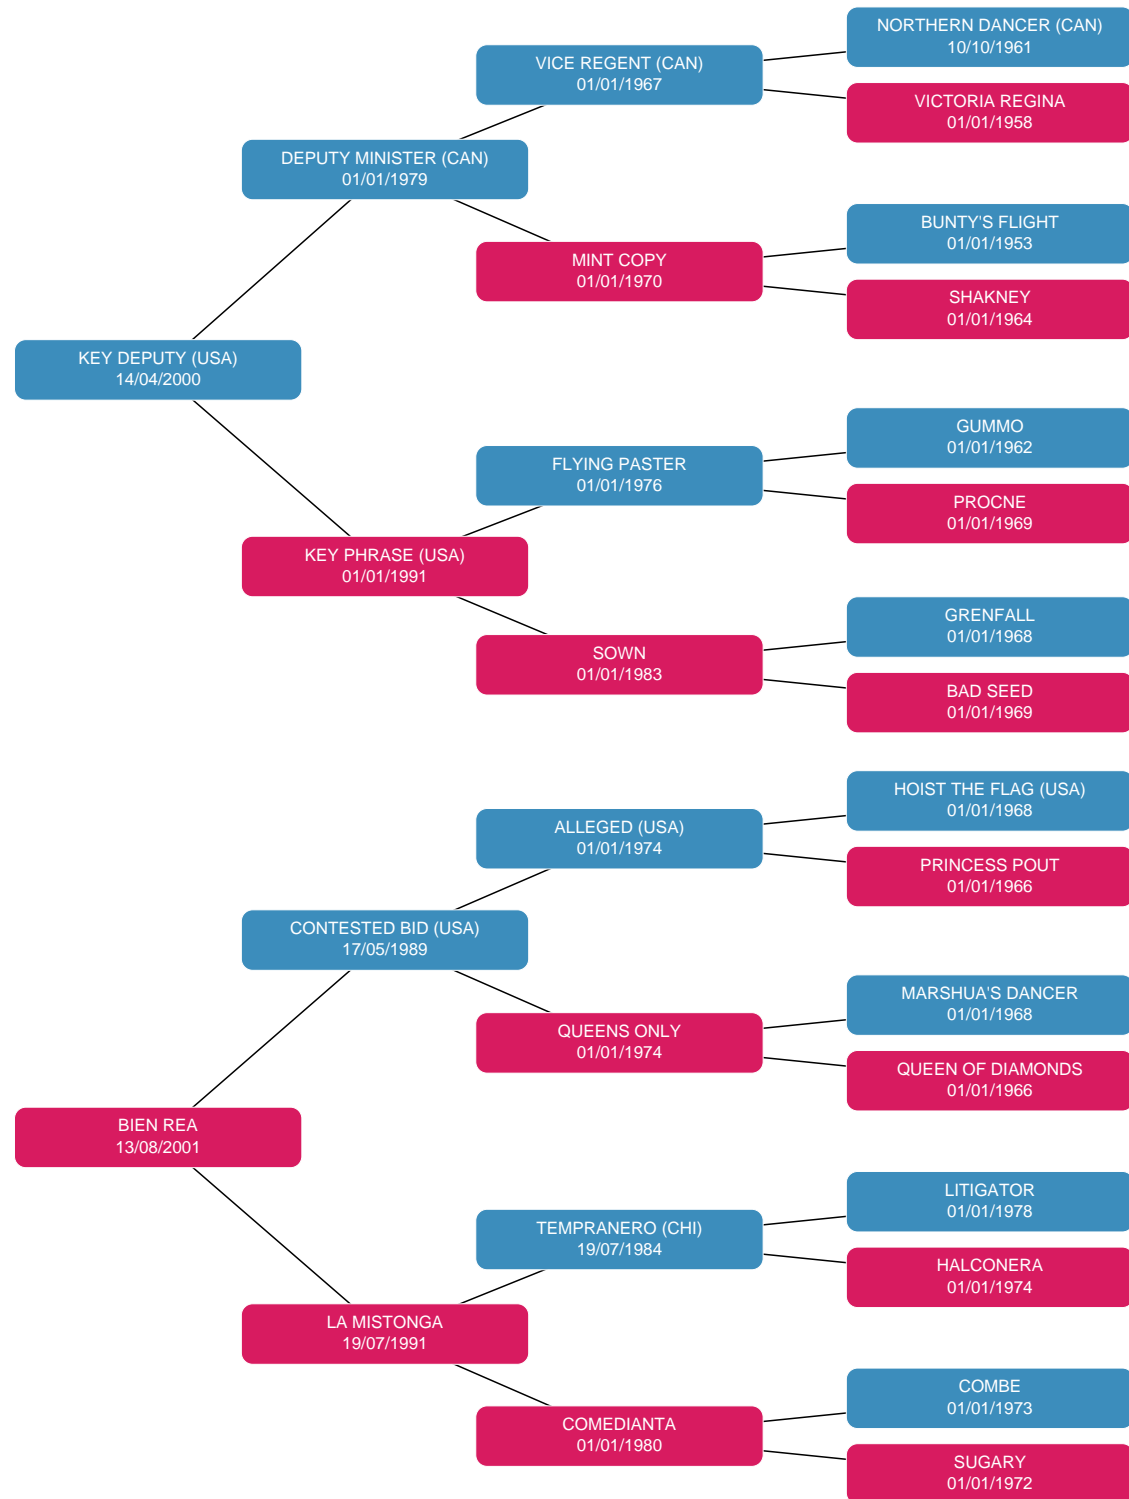 NORTHERN DANCER (CAN)
10/10/1961
VICE REGENT (CAN)
01/01/1967
VICTORIA REGINA
01/01/1958
DEPUTY MINISTER (CAN)
01/01/1979
BUNTY'S FLIGHT
01/01/1953
MINT COPY
01/01/1970
SHAKNEY
01/01/1964
KEY DEPUTY (USA)
14/04/2000
GUMMO
01/01/1962
FLYING PASTER
01/01/1976
PROCNE
01/01/1969
KEY PHRASE (USA)
01/01/1991
GRENFALL
01/01/1968
SOWN
01/01/1983
BAD SEED
01/01/1969
HOIST THE FLAG (USA)
01/01/1968
ALLEGED (USA)
01/01/1974
PRINCESS POUT
01/01/1966
CONTESTED BID (USA)
17/05/1989
MARSHUA'S DANCER
01/01/1968
QUEENS ONLY
01/01/1974
QUEEN OF DIAMONDS
01/01/1966
BIEN REA
13/08/2001
LITIGATOR
01/01/1978
TEMPRANERO (CHI)
19/07/1984
HALCONERA
01/01/1974
LA MISTONGA
19/07/1991
COMBE
01/01/1973
COMEDIANTA
01/01/1980
SUGARY
01/01/1972